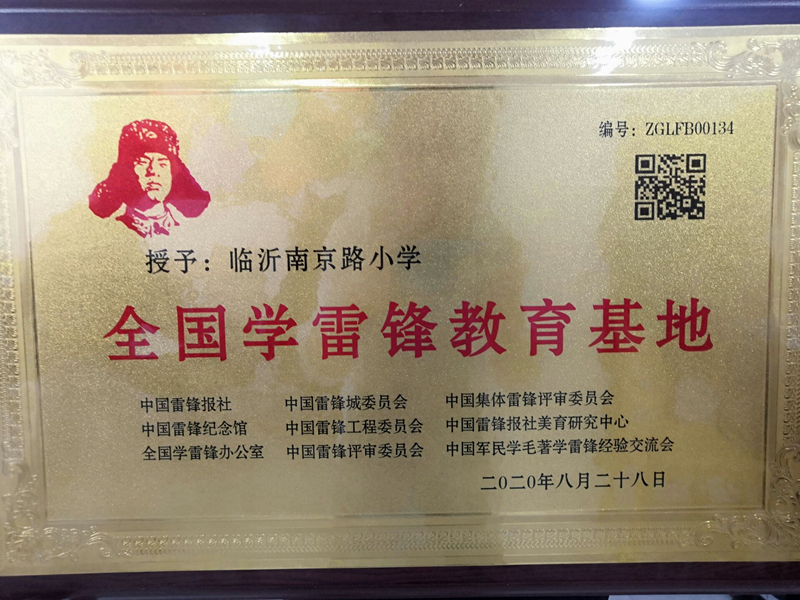 编号：ZGLFB00134
授予：临沂南京路小学
全国学雷锋教育基地
中国雷锋报社 中国雷锋城委员会 中国集体雷锋评审委员会
中国雷锋纪念馆 中国雷锋工程委员会 中国雷锋报社美育研究中心
全国学雷锋办公室 中国雷锋评审委员会 中国军民学毛著学雷锋经验交流会
二〇二〇年八月二十八日